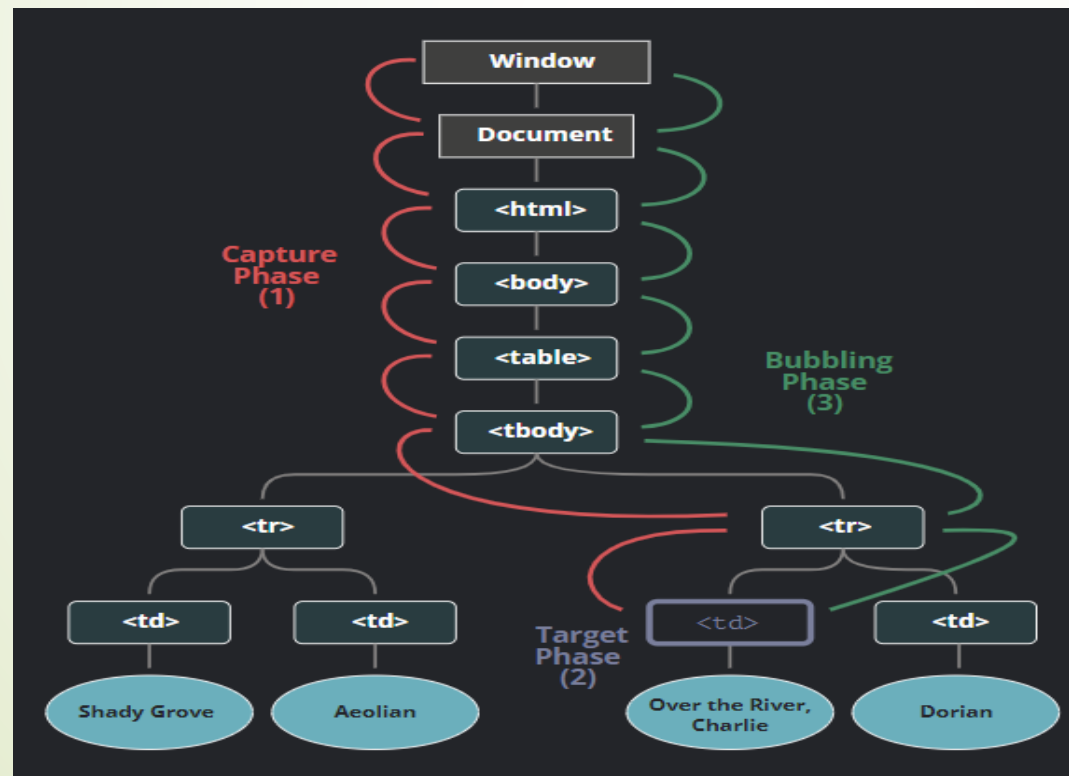 Window
Document
<html>
Capture
Phase
(1)
<body>
<table>
Bubbling
Phase
(3)
<tbody>
<tr>
<tr>
<td>
<td>
Target
Phase
(2)
<td>
<td>
Shady Grove
Aeolian
Over the River,
Charlie
Dorian